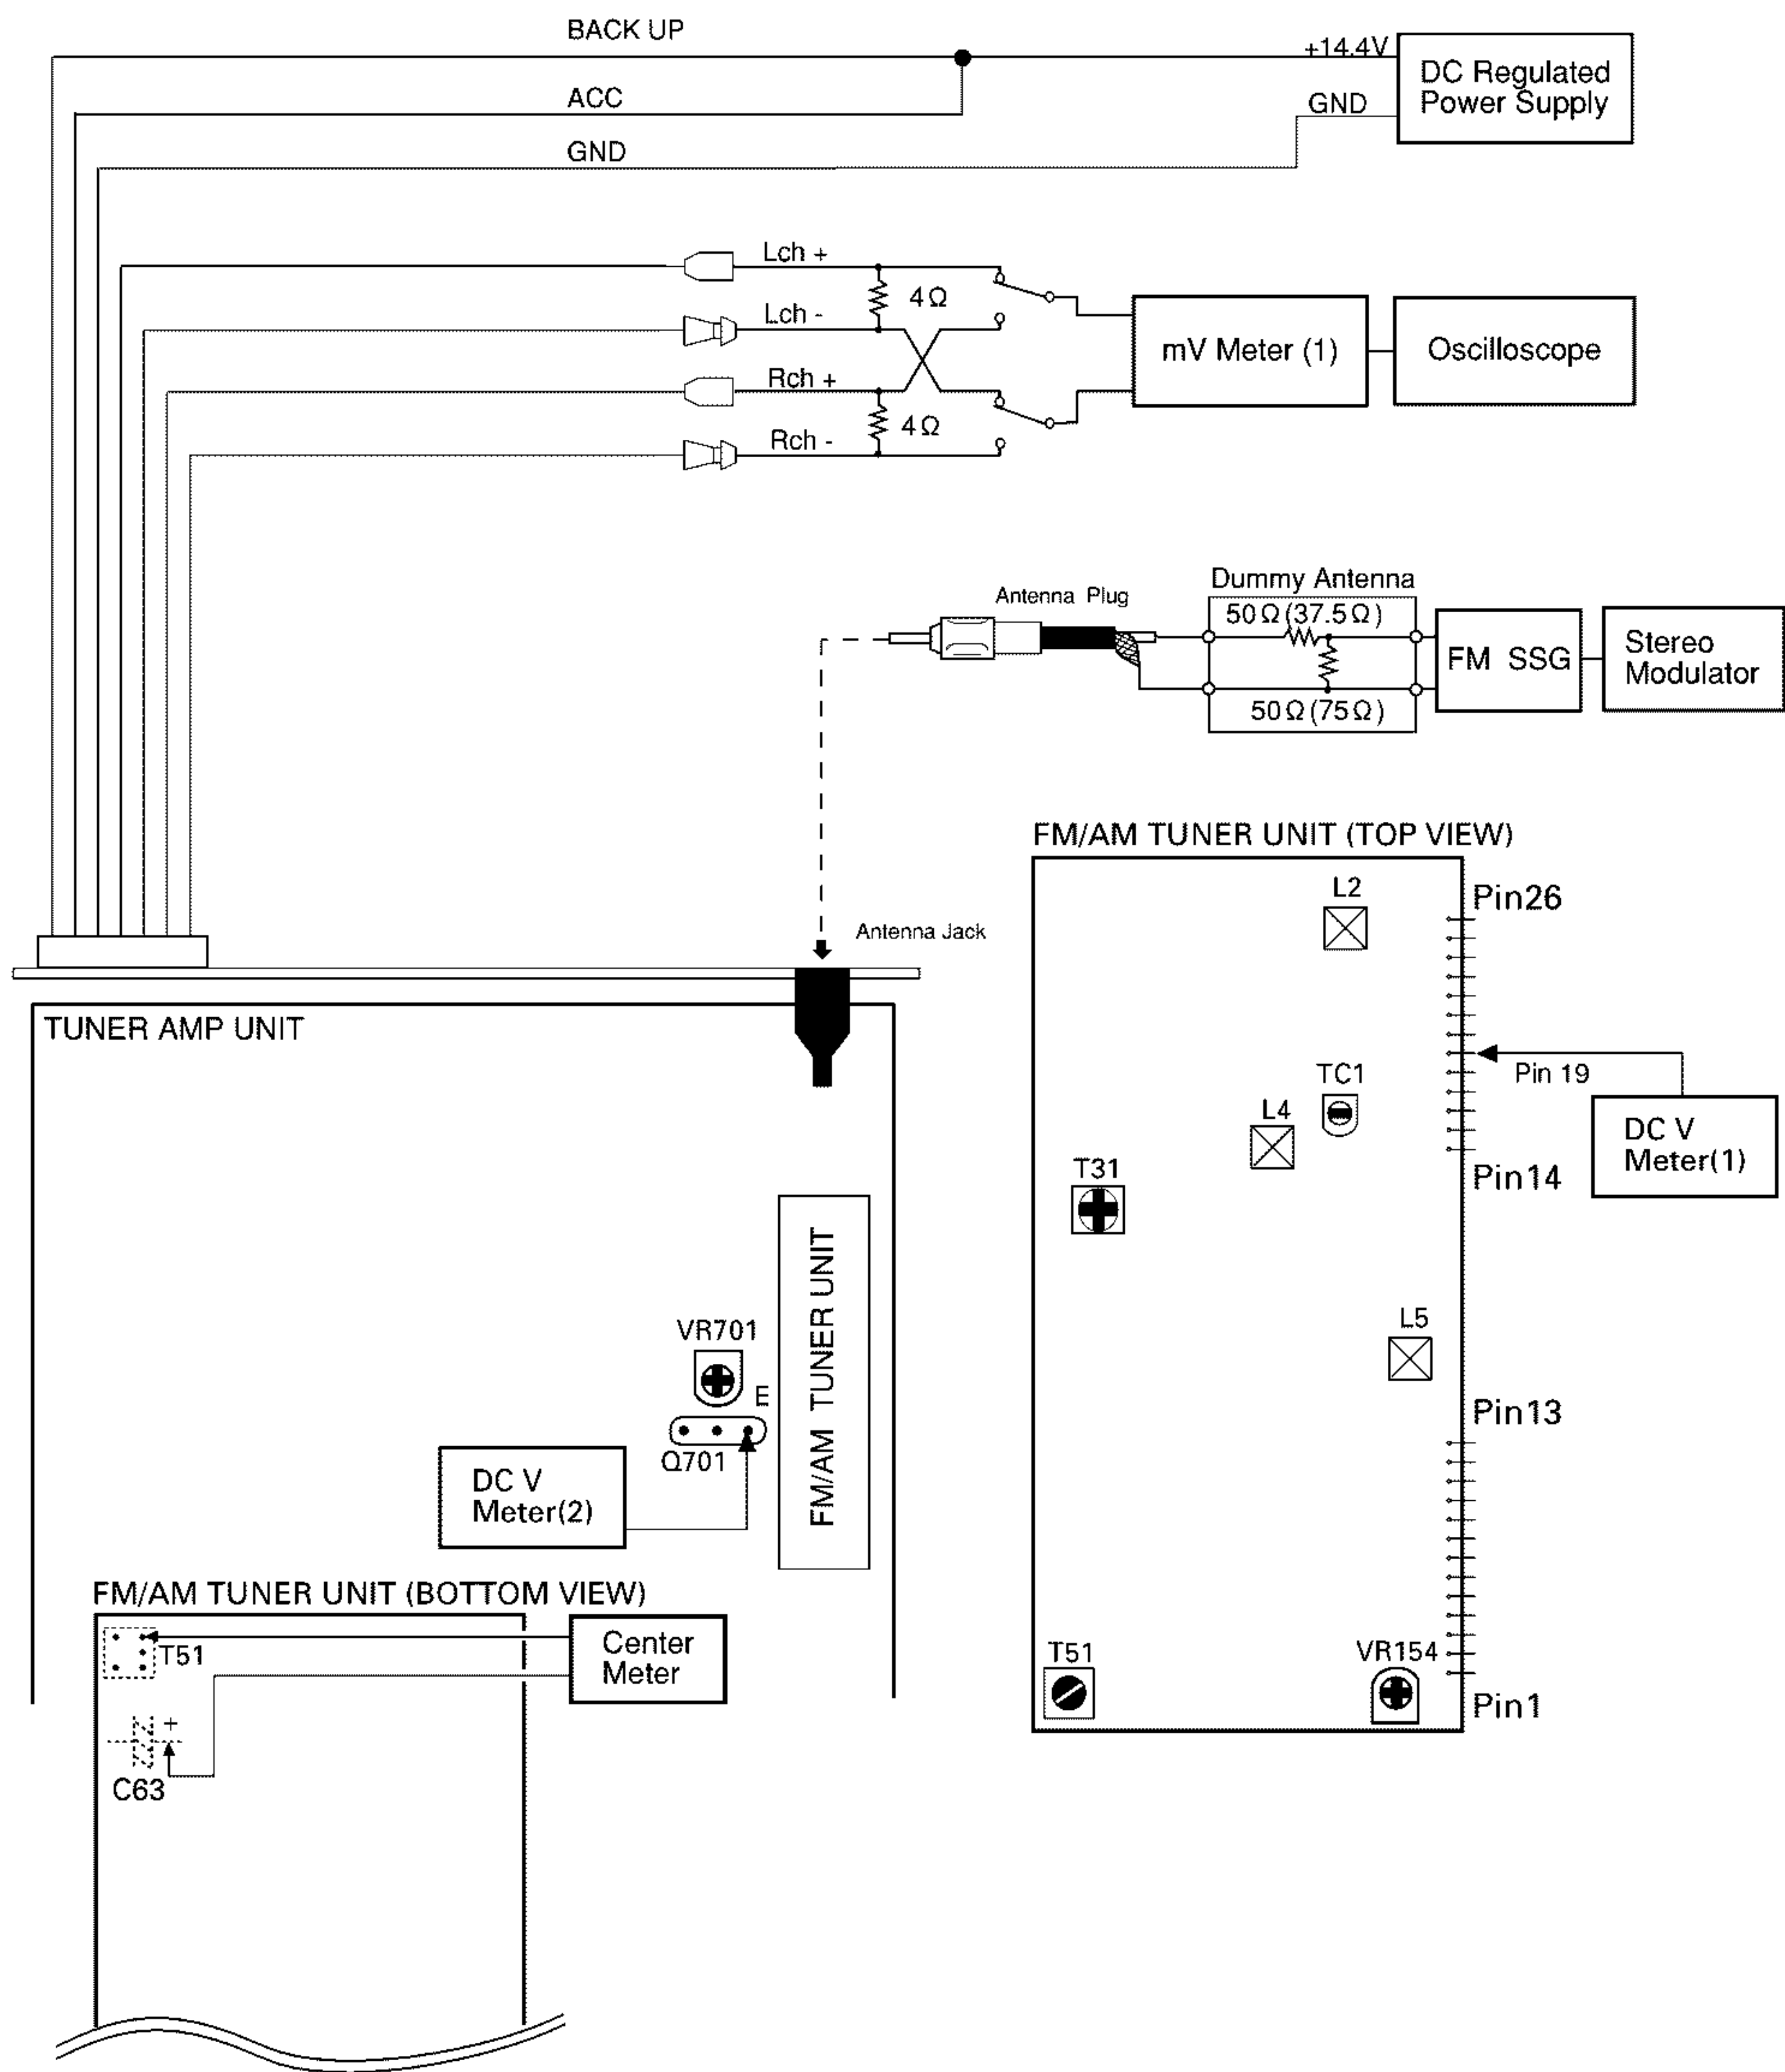 BACK UP
+14.4V
DC Regulated
Power Supply
ACC
GND
GND
Lch +
4Ω
Lch -
mV Meter (1)
Oscilloscope
Rch +
4Ω
Rch -
Dummy Antenna
Antenna Plug
50Ω(37.5Ω)
FM SSG
Stereo
Modulator
50Ω(75Ω)
FM/AM TUNER UNIT (TOP VIEW)
L2
Pin26
Antenna Jack
TUNER AMP UNIT
Pin 19
TC1
L4
DC V
Meter(1)
T31
Pin14
FM/AM TUNER UNIT
VR701
E
Q701
L5
Pin13
DC V
Meter(2)
FM/AM TUNER UNIT (BOTTOM VIEW)
T51
Center
Meter
+
C63
T51
VR154
Pin1